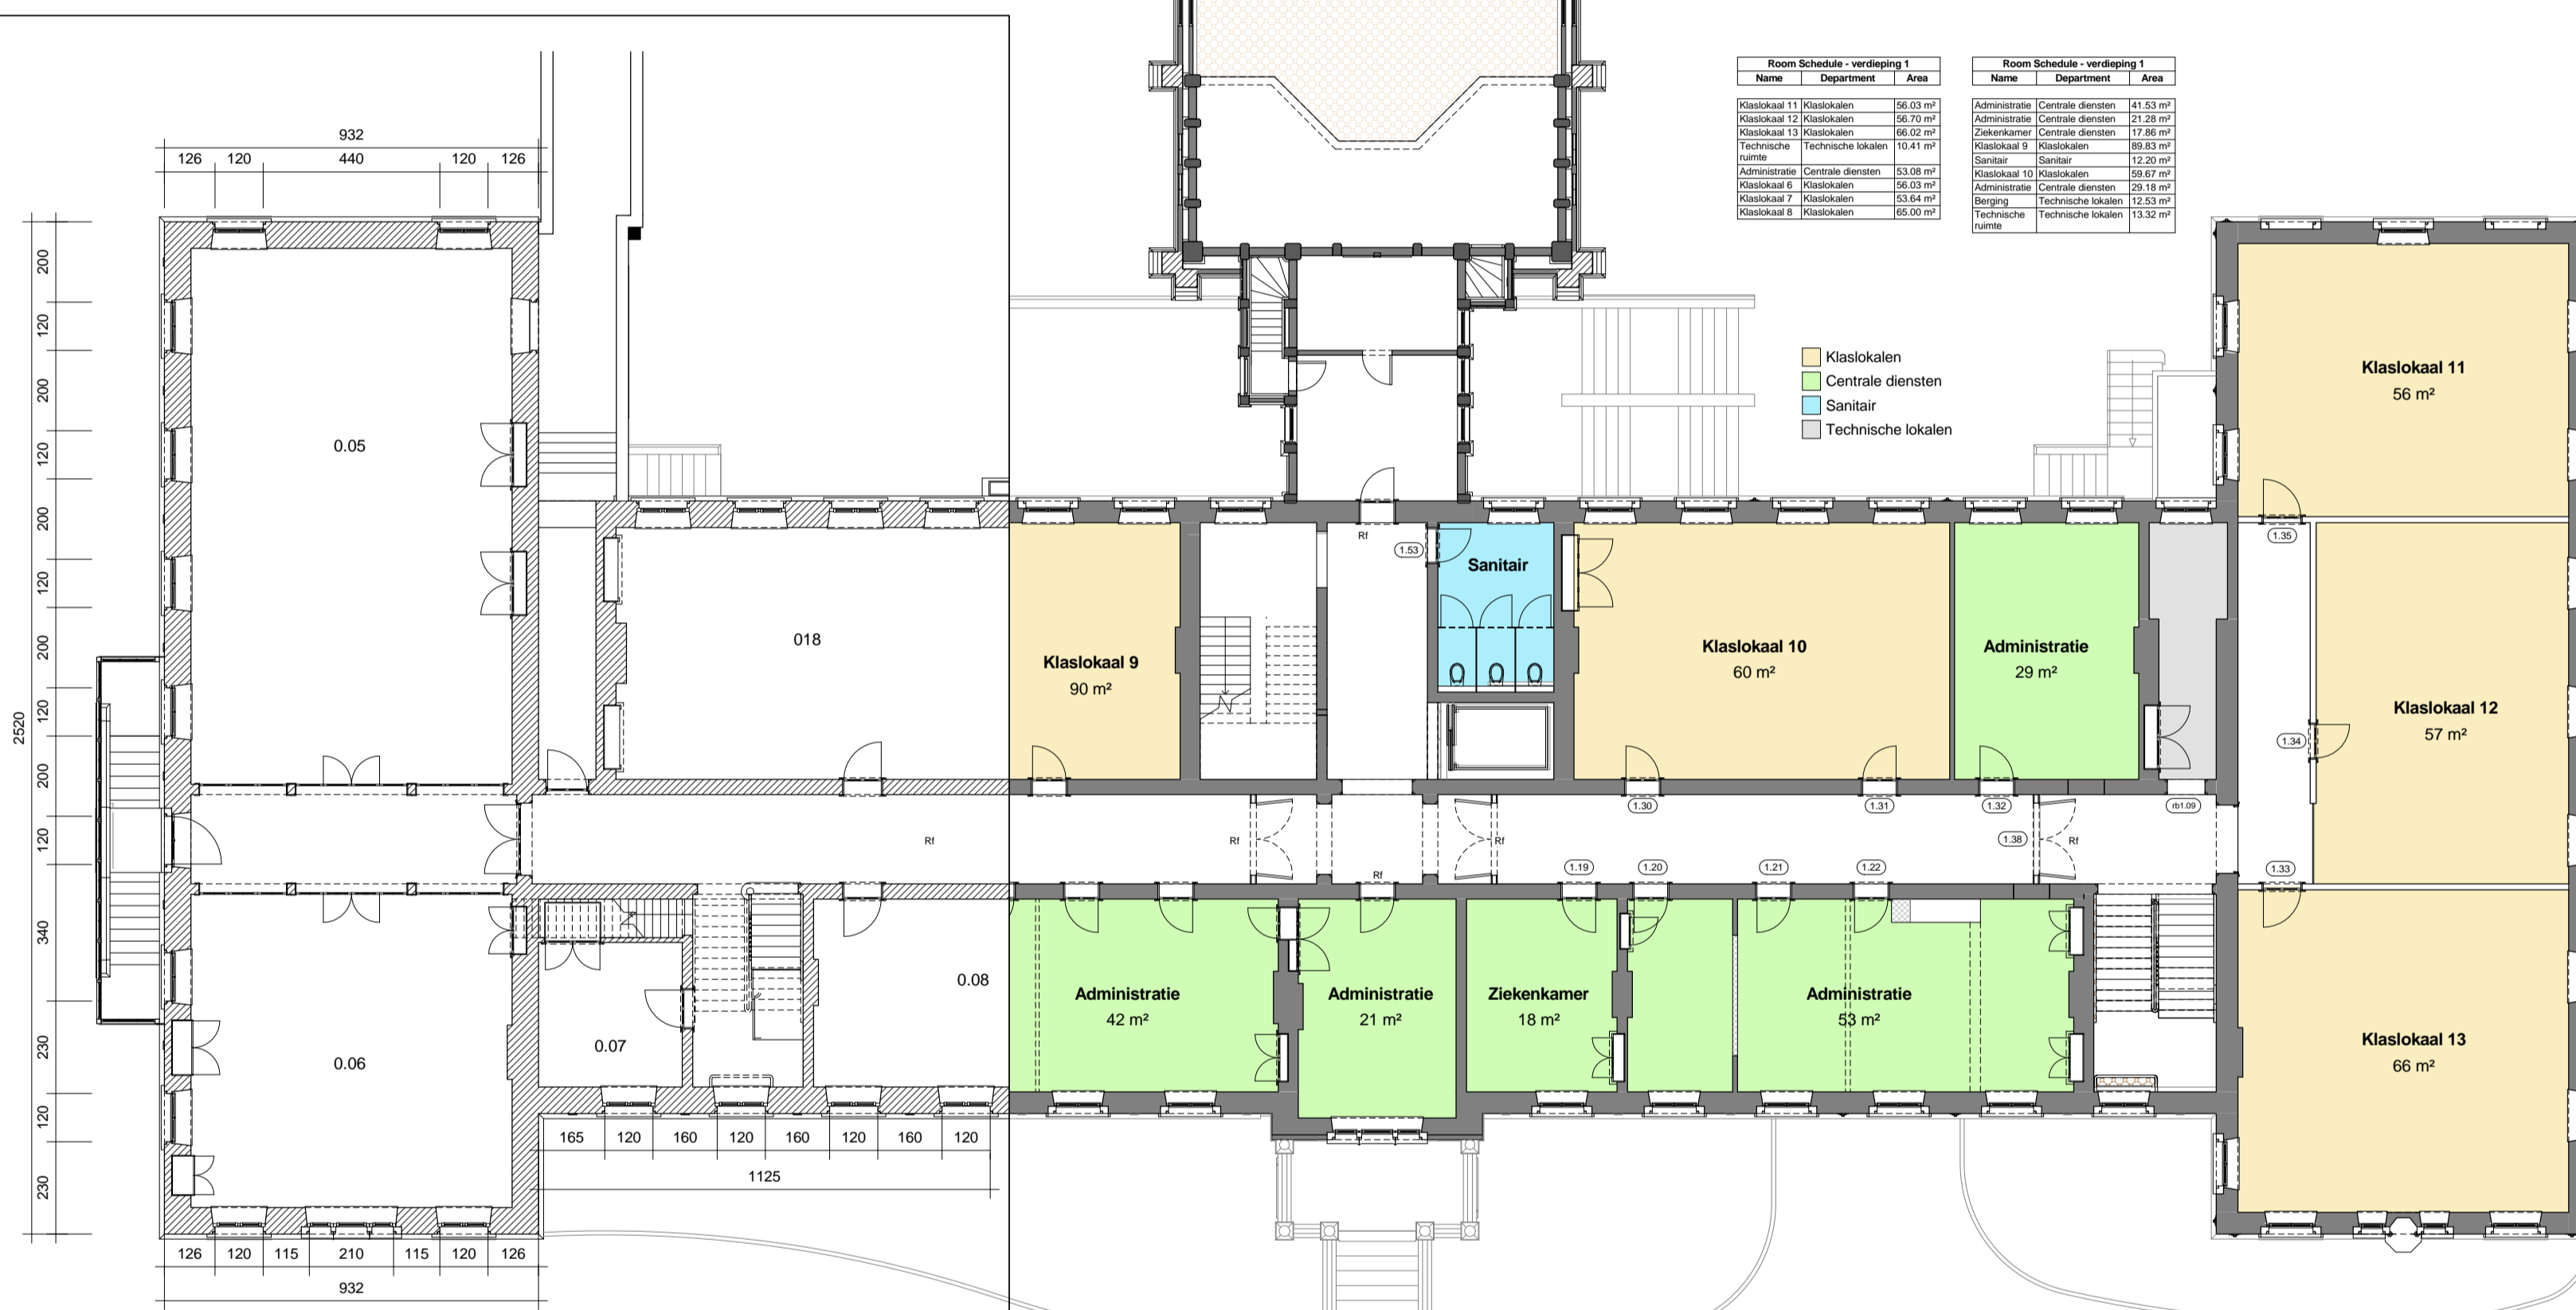 Room Schedule - verdieping 1
Name Department Area
Klaslokaal 11 Klaslokalen 56.03 m²
Klaslokaal 12 Klaslokalen 56.70 m²
Klaslokaal 13 Klaslokalen 66.02 m²
Technische ruimte Technische lokalen 10.41 m²
Administratie Centrale diensten 53.08 m²
Klaslokaal 6 Klaslokalen 56.03 m²
Klaslokaal 7 Klaslokalen 53.64 m²
Klaslokaal 8 Klaslokalen 65.00 m²
Room Schedule - verdieping 1
Name Department Area
Administratie Centrale diensten 41.53 m²
Administratie Centrale diensten 21.28 m²
Ziekenkamer Centrale diensten 17.86 m²
Klaslokaal 9 Klaslokalen 89.83 m²
Sanitair Sanitair 12.20 m²
Klaslokaal 10 Klaslokalen 59.67 m²
Administratie Centrale diensten 29.18 m²
Berging Technische lokalen 12.53 m²
Technische ruimte Technische lokalen 13.32 m²
932
126 120 440 120 126
2520
200
120
200
120
200
120
200
120
200
120
340
230
120
230
0.05
018
0.06
0.07
0.08
Klaslokalen
Centrale diensten
Sanitair
Technische lokalen
Klaslokaal 11
56 m²
Rf
1.53
Sanitair
1.35
Klaslokaal 9
90 m²
Klaslokaal 10
60 m²
Administratie
29 m²
Klaslokaal 12
57 m²
1.34
1.30
1.31
1.32
rb1.09
Rf
Rf
Rf
1.38
Rf
Rf
1.19
1.20
1.21
1.22
1.33
Administratie
42 m²
Administratie
21 m²
Ziekenkamer
18 m²
Administratie
53 m²
Klaslokaal 13
66 m²
165 120 160 120 160 120 160 120
1125
126 120 115 210 115 120 126
932